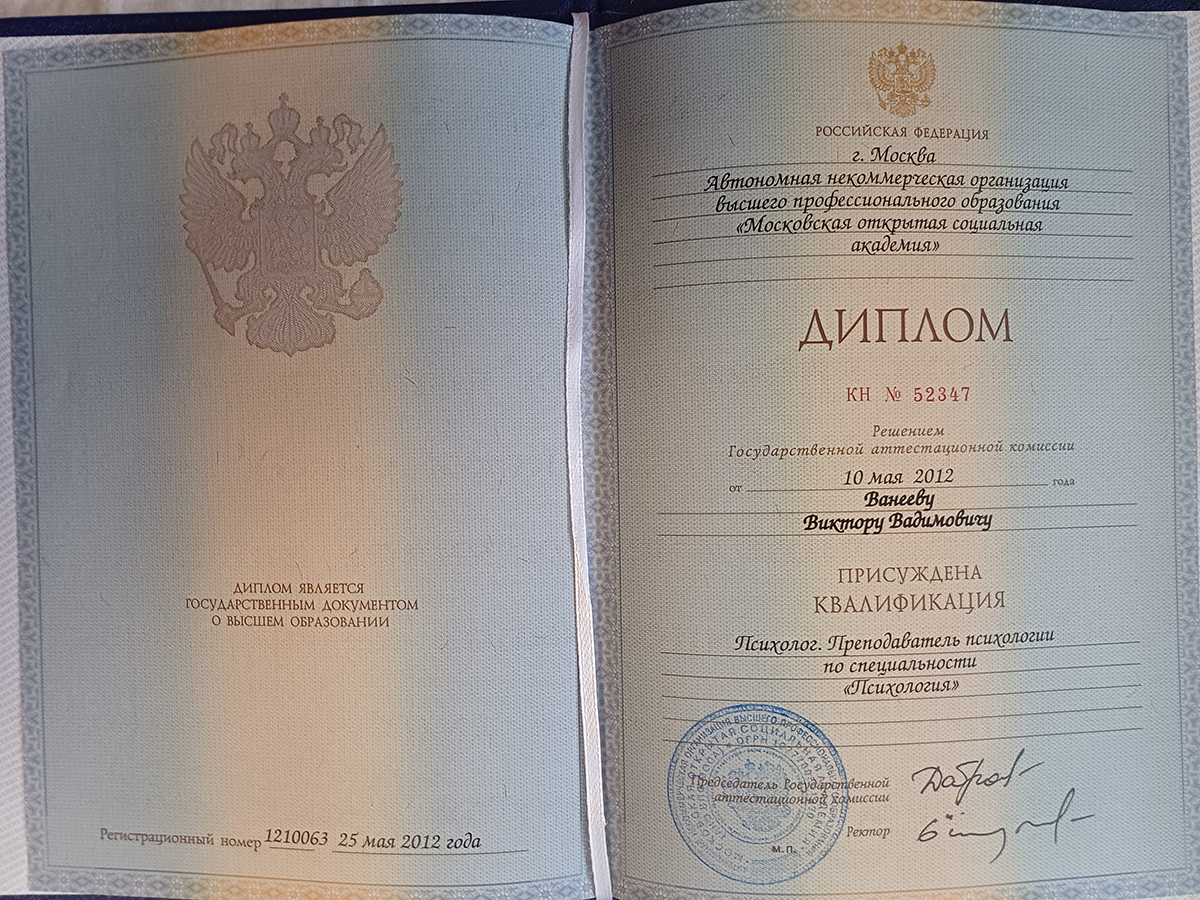 ДИПЛОМ ЯВЛЯЕТСЯ
ГОСУДАРСТВЕННЫМ ДОКУМЕНТОМ
О ВЫСШЕМ ОБРАЗОВАНИИ
Регистрационный номер 1210063 25 мая 2012 года
РОССИЙСКАЯ ФЕДЕРАЦИЯ
г. Москва
Автономная некоммерческая организация
высшего профессионального образования
«Московская открытая социальная
академия»
ДИПЛОМ
КН № 52347
Решением
Государственной аттестационной комиссии
от 10 мая 2012 года
Ванееву
Виктору Вадимовичу
ПРИСУЖДЕНА
КВАЛИФИКАЦИЯ
Психолог. Преподаватель психологии
по специальности
«Психология»
Председатель Государственной
аттестационной комиссии
Ректор
М.П.